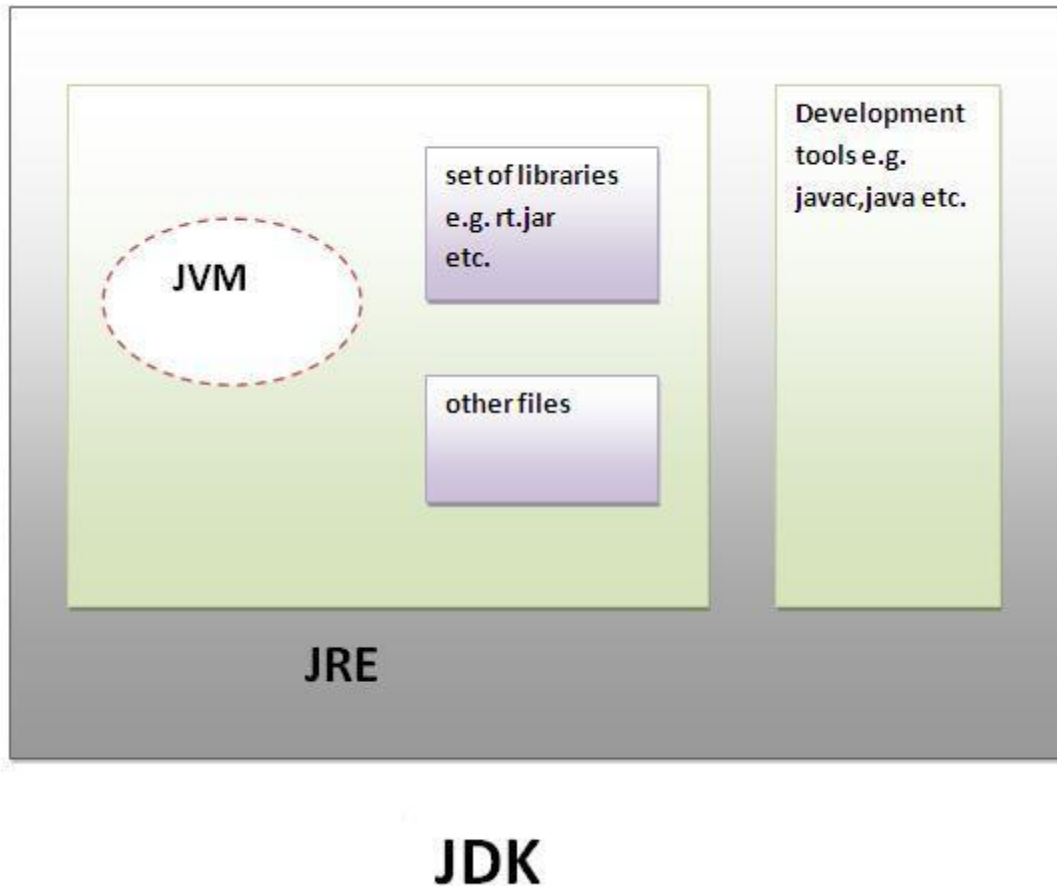 JVM
set of libraries
e.g. rt.jar
etc.
other files
Development
tools e.g.
javac,java etc.
JRE
JDK